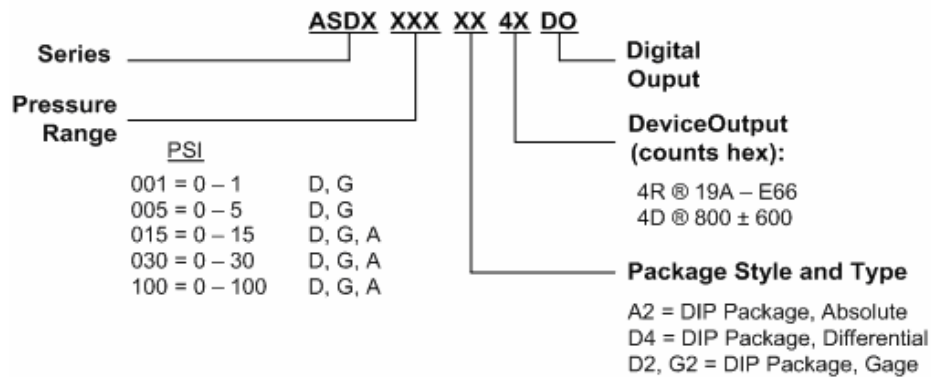 ASDX XXX XX 4X DO
Series
Pressure
Range
PSI
001 = 0 – 1 D, G
005 = 0 – 5 D, G
015 = 0 – 15 D, G, A
030 = 0 – 30 D, G, A
100 = 0 – 100 D, G, A
Digital
Ouput
DeviceOutput
(counts hex):
4R ® 19A – E66
4D ® 800 ± 600
Package Style and Type
A2 = DIP Package, Absolute
D4 = DIP Package, Differential
D2, G2 = DIP Package, Gage